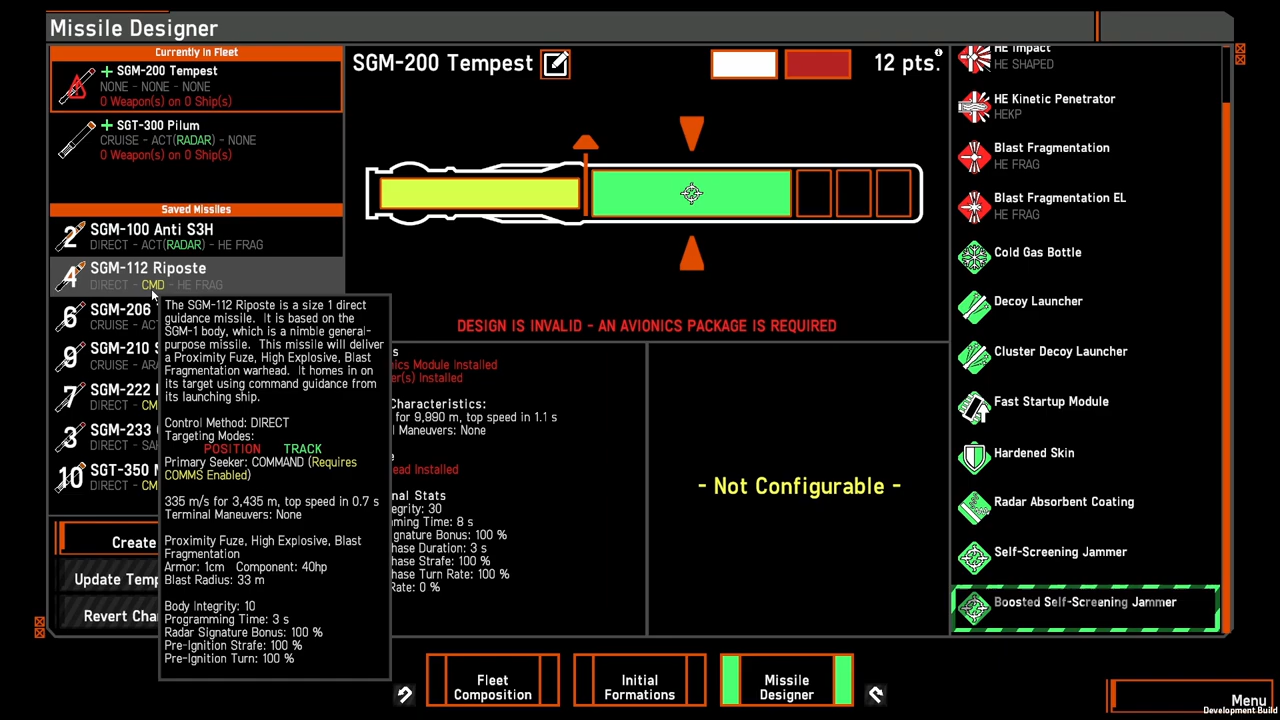 Missile Designer
Currently In Fleet
+ SGM-200 Tempest
NONE - NONE - NONE
0 Weapon(s) on 0 Ship(s)
+ SGT-300 Pilum
CRUISE - ACT(RADAR) - NONE
0 Weapon(s) on 0 Ship(s)
Saved Missiles
2 SGM-100 Anti S3H
DIRECT - ACT(RADAR) - HE FRAG
4 SGM-112 Riposte
DIRECT - CMD - HE FRAG
6 SGM-206
CRUISE - AC
9 SGM-210 S
CRUISE - ARA
7 SGM-222
DIRECT - CM
3 SGM-233
DIRECT - SA
10 SGT-350
DIRECT - CM
Create
Update Temp
Revert Cha
The SGM-112 Riposte is a size 1 direct
guidance missile. It is based on the
SGM-1 body, which is a nimble general-
purpose missile. This missile will deliver
a Proximity Fuze, High Explosive, Blast
Fragmentation warhead. It homes in on
its target using command guidance from
its launching ship.
Control Method: DIRECT
Targeting Modes:
POSITION TRACK
Primary Seeker: COMMAND (Requires
COMMS Enabled)
335 m/s for 3,435 m, top speed in 0.7 s
Terminal Maneuvers: None
Proximity Fuze, High Explosive, Blast
Fragmentation
Armor: 1cm Component: 40hp
Blast Radius: 33 m
Body Integrity: 10
Programming Time: 3 s
Radar Signature Bonus: 100 %
Pre-Ignition Strafe: 100 %
Pre-Ignition Turn: 100 %
SGM-200 Tempest
12 pts.
DESIGN IS INVALID - AN AVIONICS PACKAGE IS REQUIRED
s
ics Module Installed
er(s) Installed
Characteristics:
for 9,990 m, top speed in 1.1 s
l Maneuvers: None
e
ead Installed
nal Stats
tegrity: 30
ming Time: 8 s
ignature Bonus: 100 %
hase Duration: 3 s
hase Strafe: 100 %
hase Turn Rate: 100 %
Rate: 0 %
- Not Configurable -
HE Impact
HE SHAPED
HE Kinetic Penetrator
HEKP
Blast Fragmentation
HE FRAG
Blast Fragmentation EL
HE FRAG
Cold Gas Bottle
Decoy Launcher
Cluster Decoy Launcher
Fast Startup Module
Hardened Skin
Radar Absorbent Coating
Self-Screening Jammer
Boosted Self-Screening Jammer
Fleet
Composition
Initial
Formations
Missile
Designer
Menu
Development Build